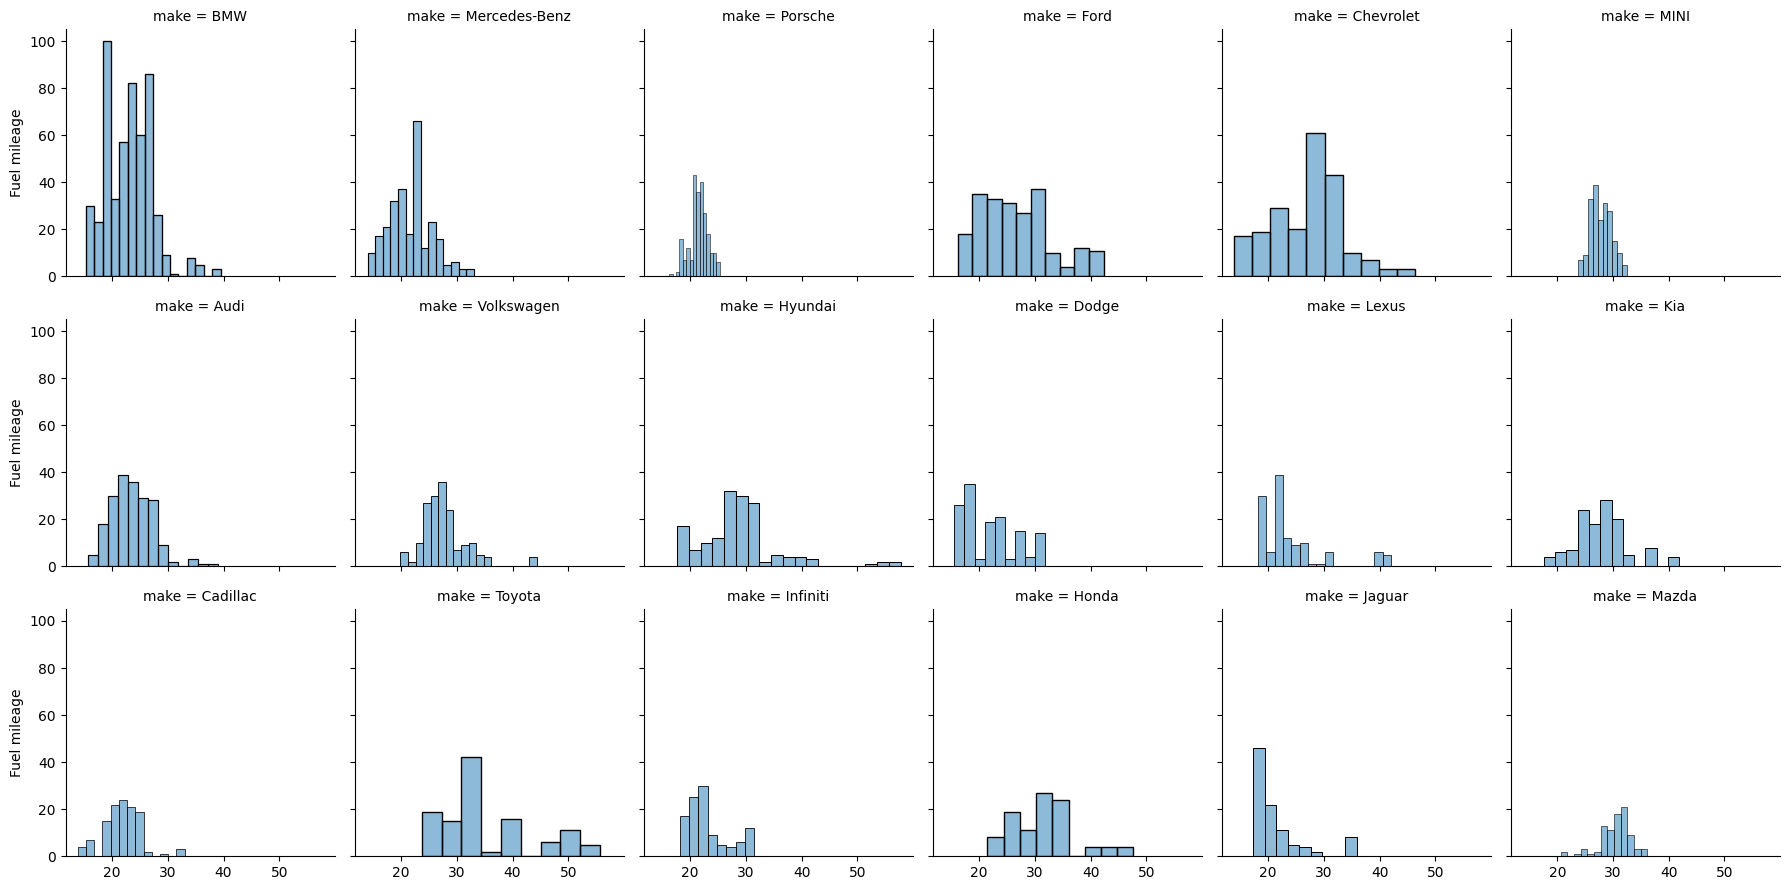 make = BMW make = Mercedes-Benz make = Porsche make = Ford make = Chevrolet make = MINI
100
80
60
40
20
0
Fuel mileage
make = Audi make = Volkswagen make = Hyundai make = Dodge make = Lexus make = Kia
100
80
60
40
20
0
Fuel mileage
make = Cadillac make = Toyota make = Infiniti make = Honda make = Jaguar make = Mazda
100
80
60
40
20
0
Fuel mileage
20 30 40 50 20 30 40 50 20 30 40 50 20 30 40 50 20 30 40 50 20 30 40 50